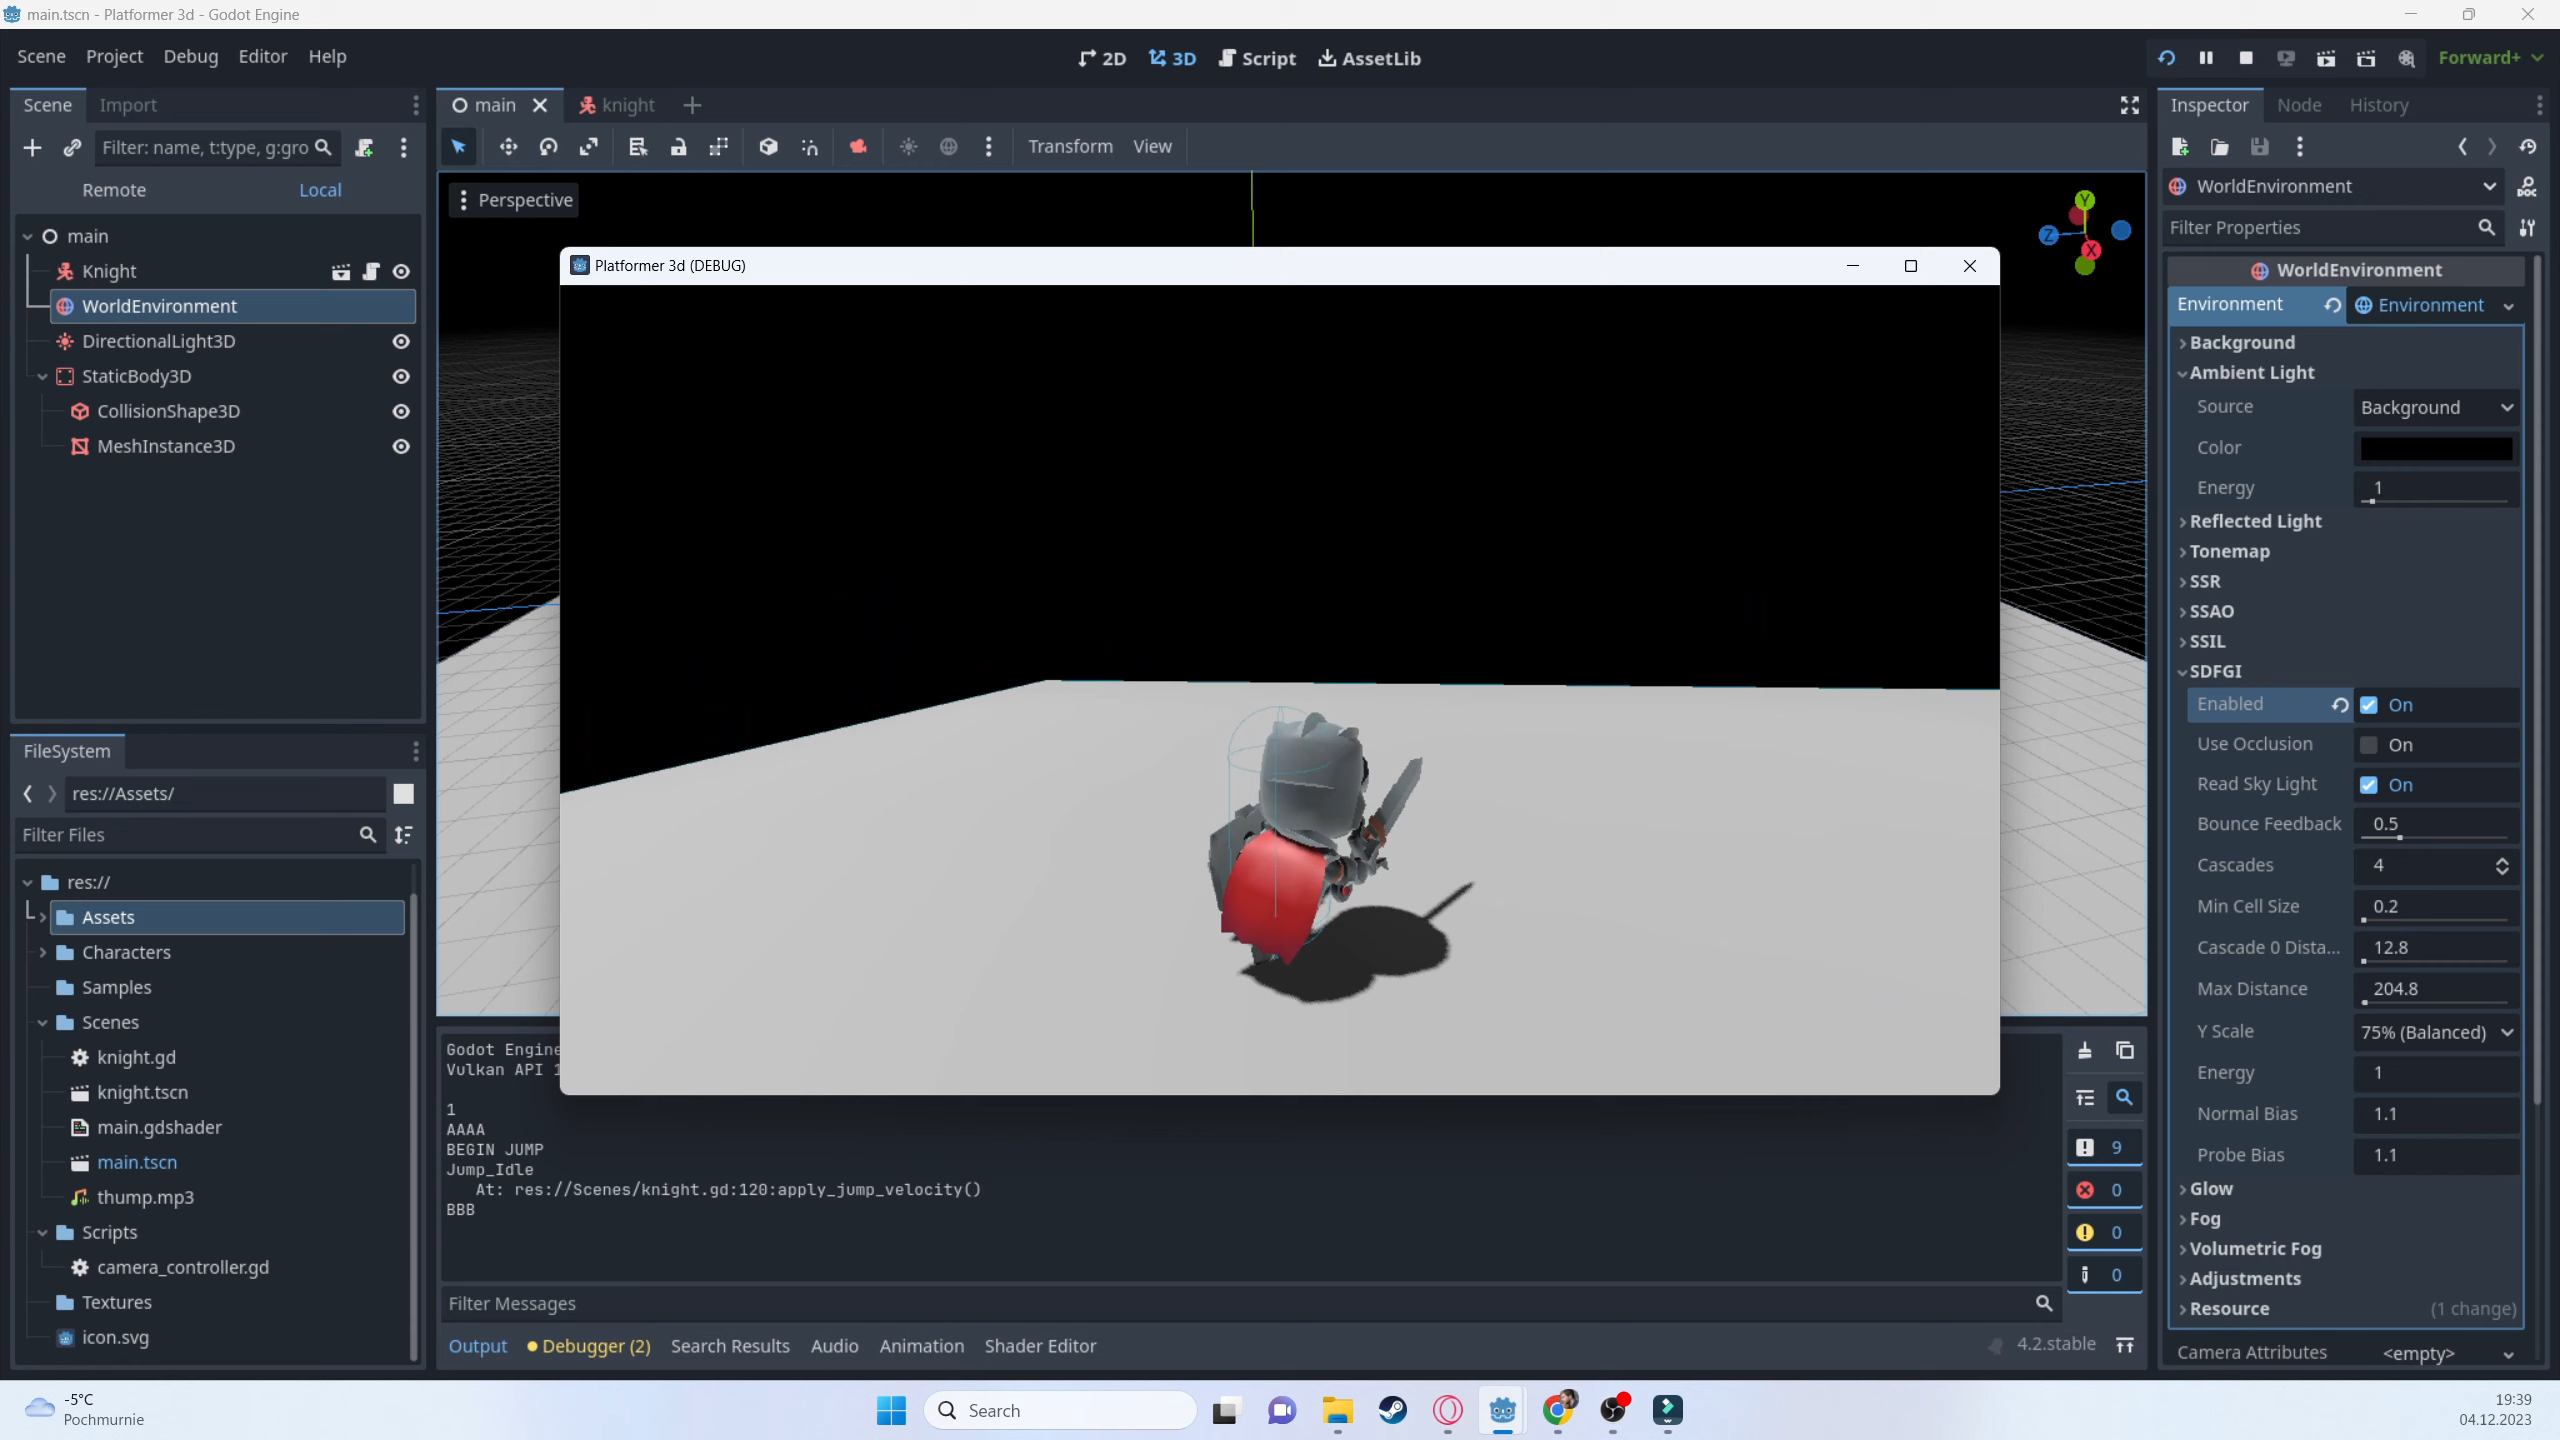 main.tscn - Platformer 3d - Godot Engine
Scene Project Debug Editor Help
2D 3D Script AssetLib
Forward+
Scene Import
main knight
Inspector Node History
Filter: name, t:type, g:gro
Transform View
Remote Local
Perspective
main
Knight
WorldEnvironment
DirectionalLight3D
StaticBody3D
CollisionShape3D
MeshInstance3D
Y
Z
X
Platformer 3d (DEBUG)
FileSystem
res://Assets/
Filter Files
res://
Assets
Characters
Samples
Scenes
knight.gd
knight.tscn
main.gdshader
main.tscn
thump.mp3
Scripts
camera_controller.gd
Textures
icon.svg
Godot Engine
Vulkan API 1
1
AAAA
BEGIN JUMP
Jump_Idle
At: res://Scenes/knight.gd:120:apply_jump_velocity()
BBB
9
0
0
0
Filter Messages
Output Debugger (2) Search Results Audio Animation Shader Editor
4.2.stable
WorldEnvironment
DOC
Filter Properties
WorldEnvironment
Environment Environment
Background
Ambient Light
Source Background
Color
Energy 1
Reflected Light
Tonemap
SSR
SSAO
SSIL
SDFGI
Enabled On
Use Occlusion On
Read Sky Light On
Bounce Feedback 0.5
Cascades 4
Min Cell Size 0.2
Cascade 0 Dista... 12.8
Max Distance 204.8
Y Scale 75% (Balanced)
Energy 1
Normal Bias 1.1
Probe Bias 1.1
Glow
Fog
Volumetric Fog
Adjustments
Resource (1 change)
Camera Attributes <empty>
-5°C
Pochmurnie
Search
19:39
04.12.2023